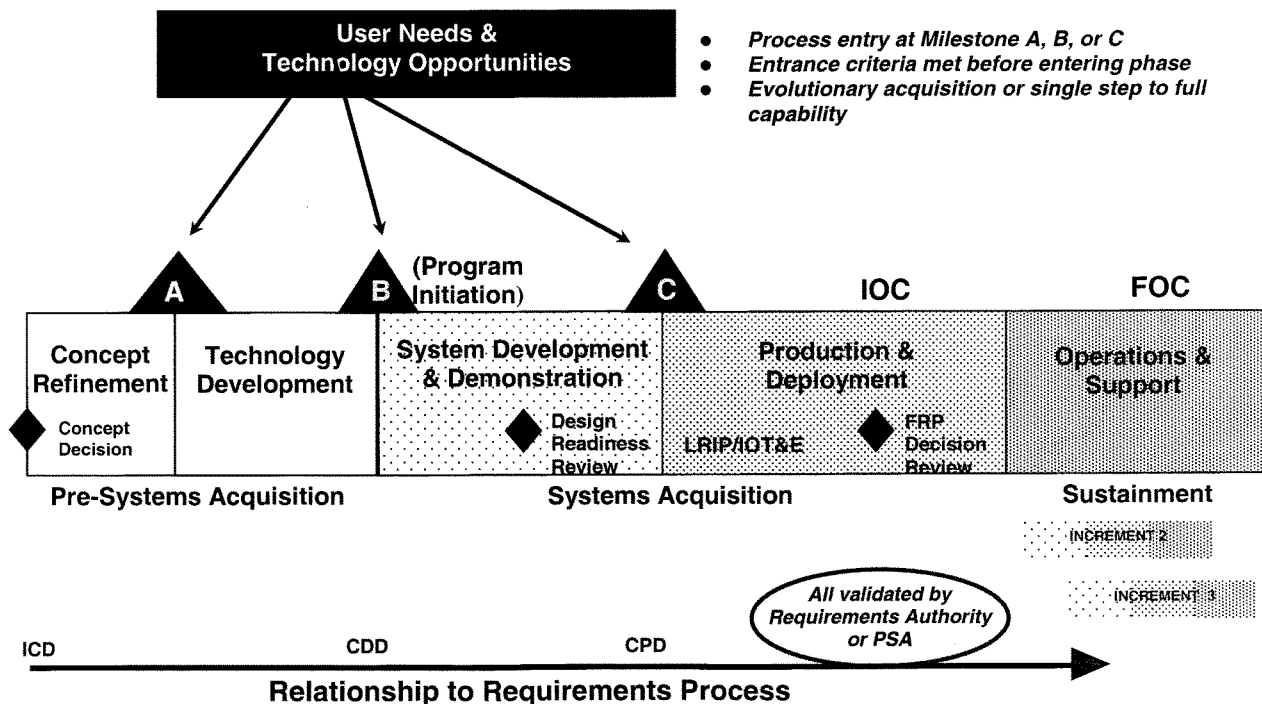 User Needs &
Technology Opportunities
● Process entry at Milestone A, B, or C
● Entrance criteria met before entering phase
● Evolutionary acquisition or single step to full
capability
A
B
(Program
Initiation)
C
IOC
FOC
Concept
Refinement
Technology
Development
System Development
& Demonstration
Production &
Deployment
Operations &
Support
Concept
Decision
Design
Readiness
Review
LRIP/IOT&E
FRP
Decision
Review
Pre-Systems Acquisition
Systems Acquisition
Sustainment
INCREMENT 2
INCREMENT 3
All validated by
Requirements Authority
or PSA
ICD
CDD
CPD
Relationship to Requirements Process